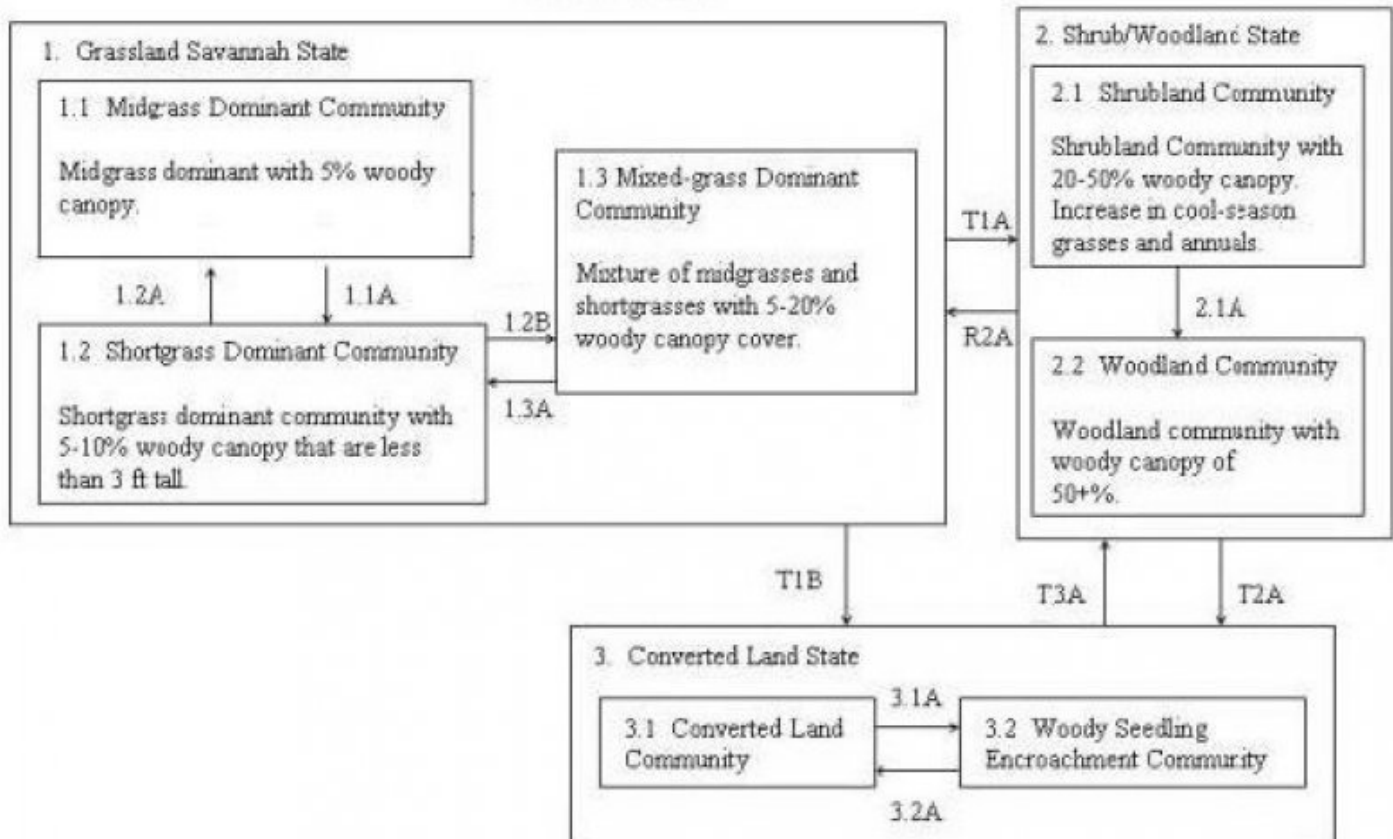 1. Grassland Savannah State
1.1 Midgrass Dominant Community
Midgrass dominant with 5% woody
canopy.
1.2A
1.1A
1.2 Shortgrass Dominant Community
Shortgrass dominant community with
5-10% woody canopy that are less
than 3 ft tall.
1.2B
1.3A
1.3 Mixed-grass Dominant
Community
Mixture of midgrasses and
shortgrasses with 5-20%
woody canopy cover.
T1A
R2A
2. Shrub/Woodland State
2.1 Shrubland Community
Shrubland Community with
20-50% woody canopy.
Increase in cool-season
grasses and annuals.
2.1A
2.2 Woodland Community
Woodland community with
woody canopy of
50+%.
T1B
T3A
T2A
3. Converted Land State
3.1 Converted Land
Community
3.1A
3.2A
3.2 Woody Seedling
Encroachment Community